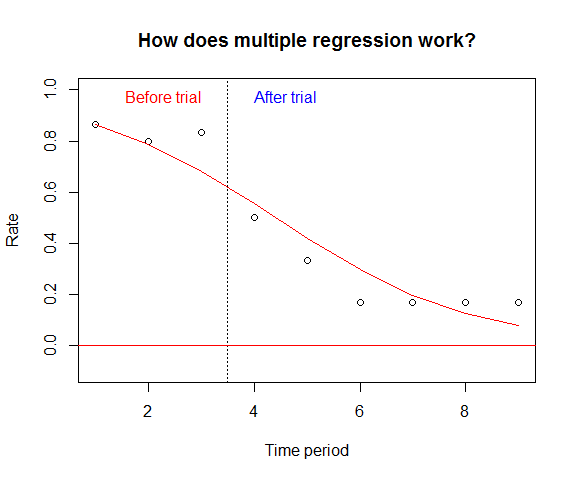 How does multiple regression work?
Before trial
After trial
1.0
0.8
0.6
0.4
0.2
0.0
Rate
2
4
6
8
Time period